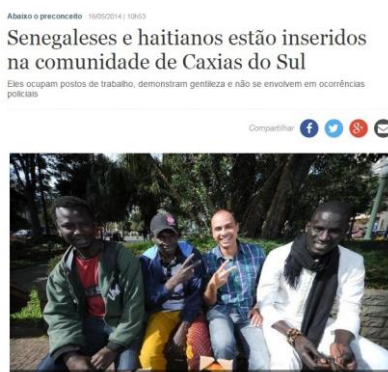 Abaixo o preconceito 16/05/2014 | 10h53
Senegaleses e haitianos estão inseridos
na comunidade de Caxias do Sul
Eles ocupam postos de trabalho, demonstram gentileza e não se envolvem em ocorrências
policiais
Compartilhar